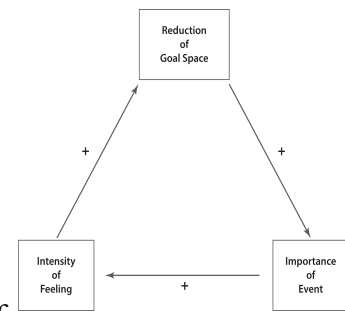 Reduction
of
Goal Space
+
+
Intensity
of
Feeling
+
Importance
of
Event